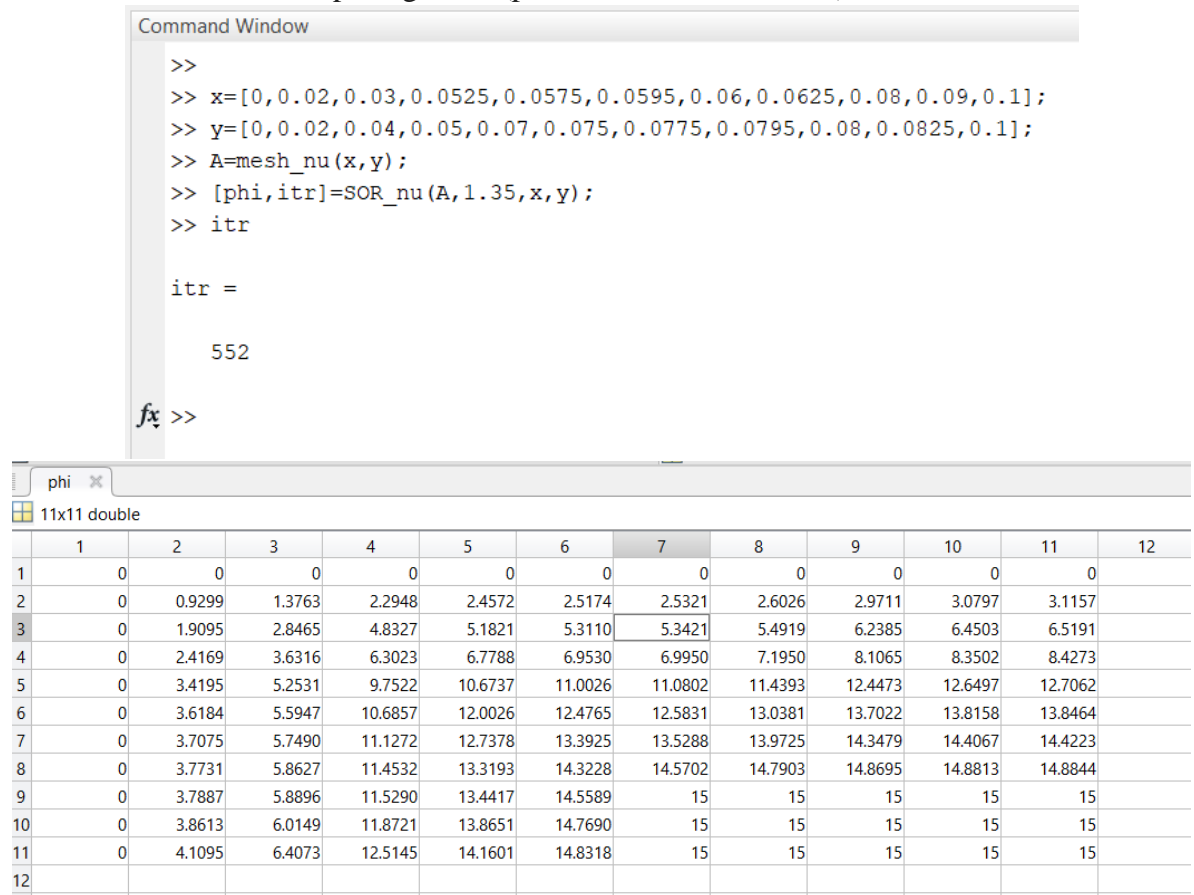 Command Window
>>
>> x=[0,0.02,0.03,0.0525,0.0575,0.0595,0.06,0.0625,0.08,0.09,0.1];
>> y=[0,0.02,0.04,0.05,0.07,0.075,0.0775,0.0795,0.08,0.0825,0.1];
>> A=mesh_nu(x,y);
>> [phi,itr]=SOR_nu(A,1.35,x,y);
>> itr
itr =
552
fx >>
phi
11x11 double
1 2 3 4 5 6 7 8 9 10 11 12
1 0 0 0 0 0 0 0 0 0 0 0
2 0 0.9299 1.3763 2.2948 2.4572 2.5174 2.5321 2.6026 2.9711 3.0797 3.1157
3 0 1.9095 2.8465 4.8327 5.1821 5.3110 5.3421 5.4919 6.2385 6.4503 6.5191
4 0 2.4169 3.6316 6.3023 6.7788 6.9530 6.9950 7.1950 8.1065 8.3502 8.4273
5 0 3.4195 5.2531 9.7522 10.6737 11.0026 11.0802 11.4393 12.4473 12.6497 12.7062
6 0 3.6184 5.5947 10.6857 12.0026 12.4765 12.5831 13.0381 13.7022 13.8158 13.8464
7 0 3.7075 5.7490 11.1272 12.7378 13.3925 13.5288 13.9725 14.3479 14.4067 14.4223
8 0 3.7731 5.8627 11.4532 13.3193 14.3228 14.5702 14.7903 14.8695 14.8813 14.8844
9 0 3.7887 5.8896 11.5290 13.4417 14.5589 15 15 15 15 15
10 0 3.8613 6.0149 11.8721 13.8651 14.7690 15 15 15 15 15
11 0 4.1095 6.4073 12.5145 14.1601 14.8318 15 15 15 15 15
12